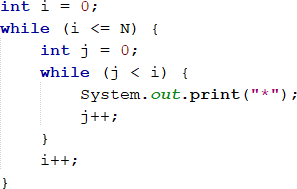 int i = 0;
while (i <= N) {
    int j = 0;
    while (j < i) {
        System.out.print("*");
        j++;
    }
    i++;
}